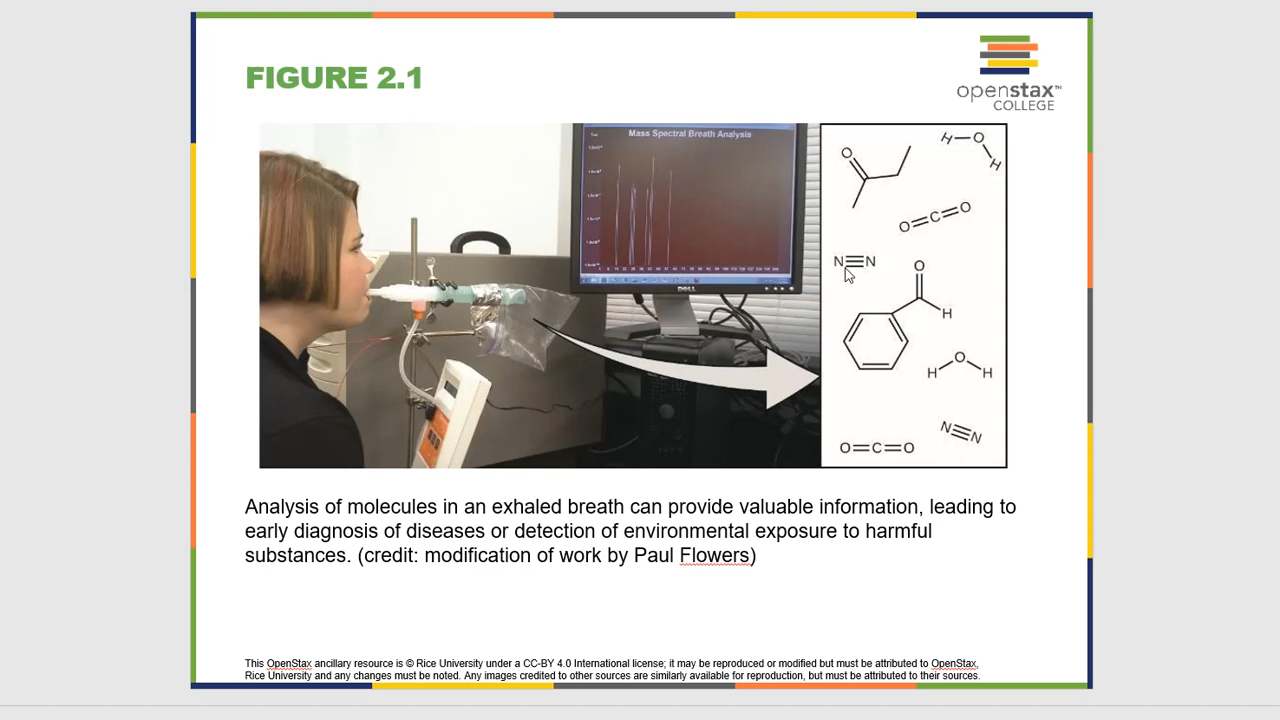 FIGURE 2.1
openstax™
COLLEGE
Mass Spectral Breath Analysis
DELL
O
H O
H
O C O
N N
O
H
O
H H
N N
O C O
Analysis of molecules in an exhaled breath can provide valuable information, leading to
early diagnosis of diseases or detection of environmental exposure to harmful
substances. (credit: modification of work by Paul Flowers)
This OpenStax ancillary resource is © Rice University under a CC-BY 4.0 International license; it may be reproduced or modified but must be attributed to OpenStax,
Rice University and any changes must be noted. Any images credited to other sources are similarly available for reproduction, but must be attributed to their sources.